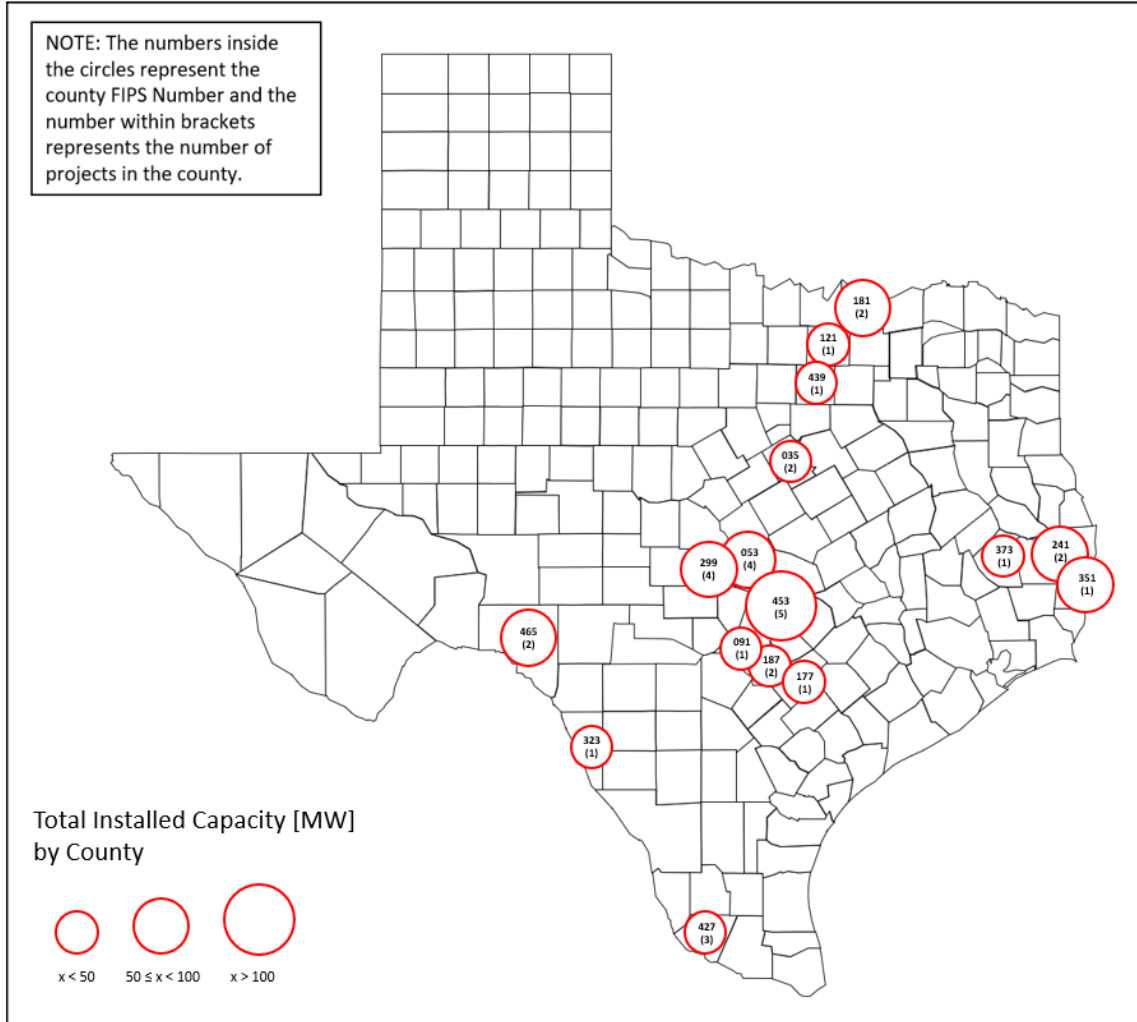 NOTE: The numbers inside
the circles represent the
county FIPS Number and the
number within brackets
represents the number of
projects in the county.
181
(2)
121
(1)
439
(1)
035
(2)
053
(4)
299
(4)
373
(1)
241
(2)
351
(1)
453
(5)
465
(2)
091
(1)
187
(2)
177
(1)
323
(1)
427
(3)
Total Installed Capacity [MW]
by County
x < 50
50 ≤ x < 100
x > 100